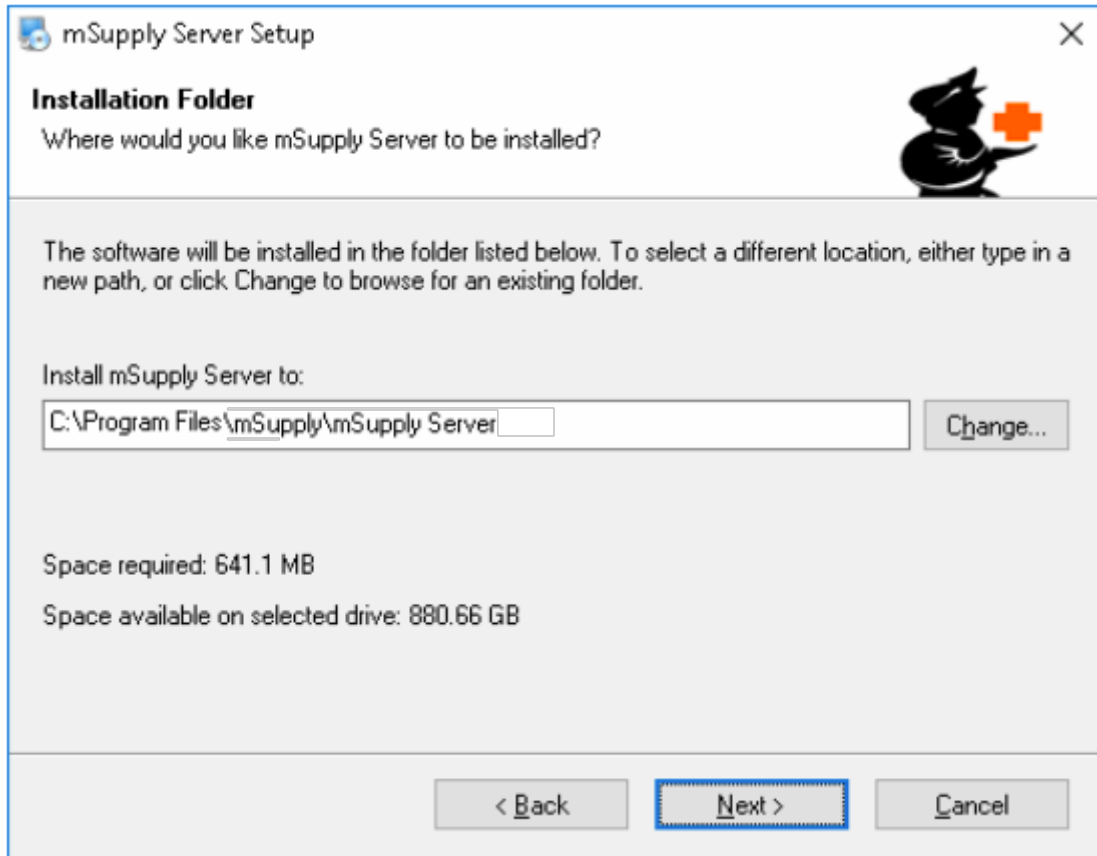 mSupply Server Setup
Installation Folder
Where would you like mSupply Server to be installed?
The software will be installed in the folder listed below. To select a different location, either type in a
new path, or click Change to browse for an existing folder.
Install mSupply Server to:
C:\Program Files\mSupply\mSupply Server
Change...
Space required: 641.1 MB
Space available on selected drive: 880.66 GB
< Back
Next >
Cancel